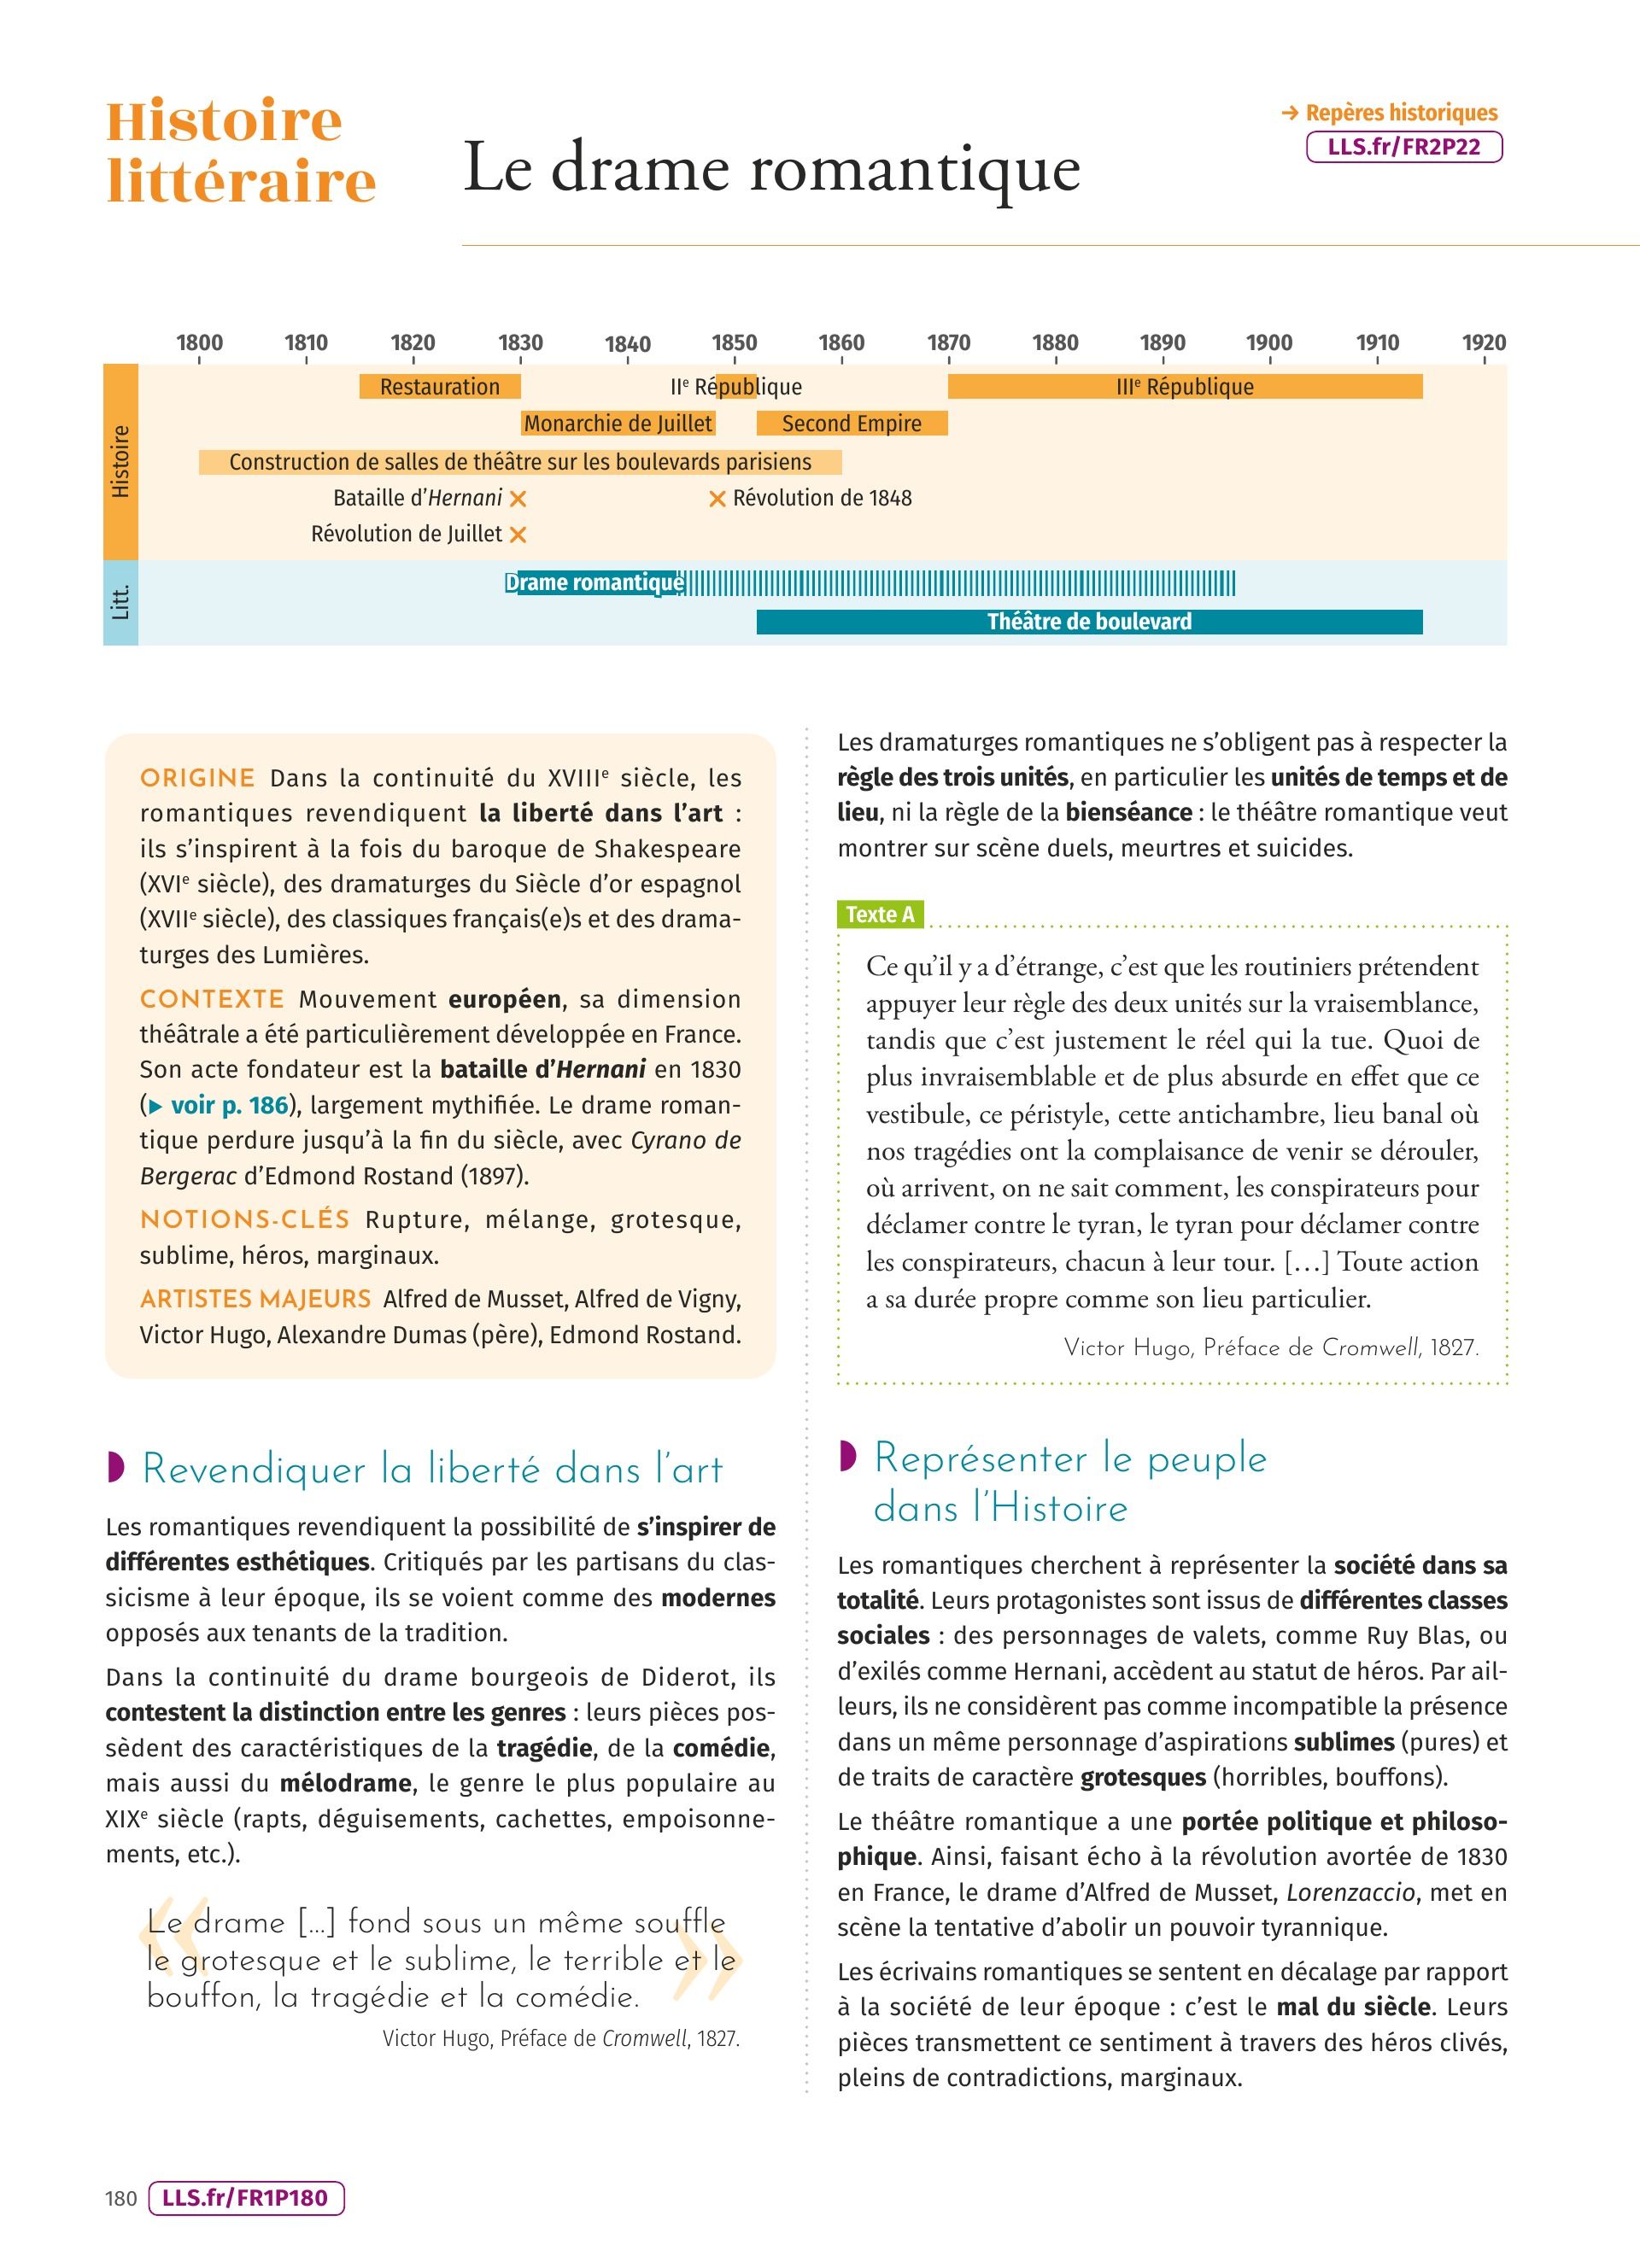 Histoire
littéraire
Le drame romantique
→ Repères historiques
LLS.fr/FR2P22
1800 1810 1820 1830 1840 1850 1860 1870 1880 1890 1900 1910 1920
Histoire
Restauration IIe République IIIe République
Monarchie de Juillet Second Empire
Construction de salles de théâtre sur les boulevards parisiens
Bataille d’Hernani × × Révolution de 1848
Révolution de Juillet ×
Litt.
Drame romantique
Théâtre de boulevard
ORIGINE Dans la continuité du XVIIIe siècle, les
romantiques revendiquent la liberté dans l’art :
ils s’inspirent à la fois du baroque de Shakespeare
(XVIe siècle), des dramaturges du Siècle d’or espagnol
(XVIIe siècle), des classiques français(e)s et des drama-
turges des Lumières.
CONTEXTE Mouvement européen, sa dimension
théâtrale a été particulièrement développée en France.
Son acte fondateur est la bataille d’Hernani en 1830
(▶ voir p. 186), largement mythifiée. Le drame roman-
tique perdure jusqu’à la fin du siècle, avec Cyrano de
Bergerac d’Edmond Rostand (1897).
NOTIONS-CLÉS Rupture, mélange, grotesque,
sublime, héros, marginaux.
ARTISTES MAJEURS Alfred de Musset, Alfred de Vigny,
Victor Hugo, Alexandre Dumas (père), Edmond Rostand.
Revendiquer la liberté dans l’art
Les romantiques revendiquent la possibilité de s’inspirer de
différentes esthétiques. Critiqués par les partisans du clas-
sicisme à leur époque, ils se voient comme des modernes
opposés aux tenants de la tradition.
Dans la continuité du drame bourgeois de Diderot, ils
contestent la distinction entre les genres : leurs pièces pos-
sèdent des caractéristiques de la tragédie, de la comédie,
mais aussi du mélodrame, le genre le plus populaire au
XIXe siècle (rapts, déguisements, cachettes, empoisonne-
ments, etc.).
« Le drame [...] fond sous un même souffle
le grotesque et le sublime, le terrible et le
bouffon, la tragédie et la comédie. »
Victor Hugo, Préface de Cromwell, 1827.
Les dramaturges romantiques ne s’obligent pas à respecter la
règle des trois unités, en particulier les unités de temps et de
lieu, ni la règle de la bienséance : le théâtre romantique veut
montrer sur scène duels, meurtres et suicides.
Texte A
Ce qu’il y a d’étrange, c’est que les routiniers prétendent
appuyer leur règle des deux unités sur la vraisemblance,
tandis que c’est justement le réel qui la tue. Quoi de
plus invraisemblable et de plus absurde en effet que ce
vestibule, ce péristyle, cette antichambre, lieu banal où
nos tragédies ont la complaisance de venir se dérouler,
où arrivent, on ne sait comment, les conspirateurs pour
déclamer contre le tyran, le tyran pour déclamer contre
les conspirateurs, chacun à leur tour. […] Toute action
a sa durée propre comme son lieu particulier.
Victor Hugo, Préface de Cromwell, 1827.
Représenter le peuple
dans l’Histoire
Les romantiques cherchent à représenter la société dans sa
totalité. Leurs protagonistes sont issus de différentes classes
sociales : des personnages de valets, comme Ruy Blas, ou
d’exilés comme Hernani, accèdent au statut de héros. Par ail-
leurs, ils ne considèrent pas comme incompatible la présence
dans un même personnage d’aspirations sublimes (pures) et
de traits de caractère grotesques (horribles, bouffons).
Le théâtre romantique a une portée politique et philoso-
phique. Ainsi, faisant écho à la révolution avortée de 1830
en France, le drame d’Alfred de Musset, Lorenzaccio, met en
scène la tentative d’abolir un pouvoir tyrannique.
Les écrivains romantiques se sentent en décalage par rapport
à la société de leur époque : c’est le mal du siècle. Leurs
pièces transmettent ce sentiment à travers des héros clivés,
pleins de contradictions, marginaux.
180 LLS.fr/FR1P180